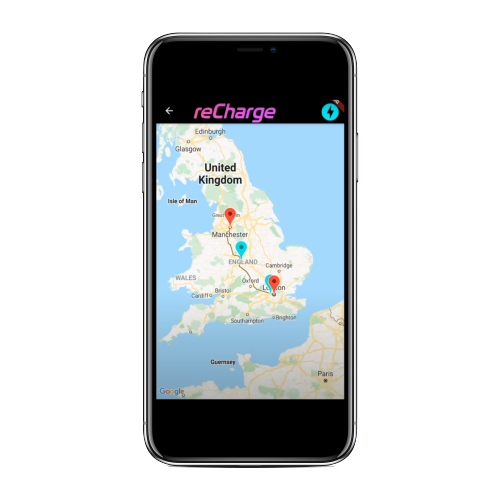 reCharge
Edinburgh
Glasgow
United
Kingdom
Isle of Man
Manchester
ENGLAND
Cambridge
WALES
Oxford
London
Cardiff
Bristol
Southampton
Brighton
Guernsey
Paris
Google